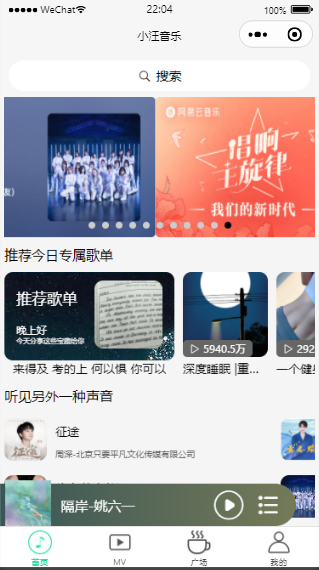 WeChat
22:04
100%
小汪音乐
搜索
友）
网易云音乐
唱响
主旋律
我们的新时代
推荐今日专属歌单
推荐歌单
晚上好
今天分享这些宝藏给你
5940.5万
292
来得及 考的上 何以惧 你可以
深度睡眠 |重...
一个健身
听见另外一种声音
征途
周深-北京只要平凡文化传媒有限公司
隔岸-姚六一
首页
MV
广场
我的